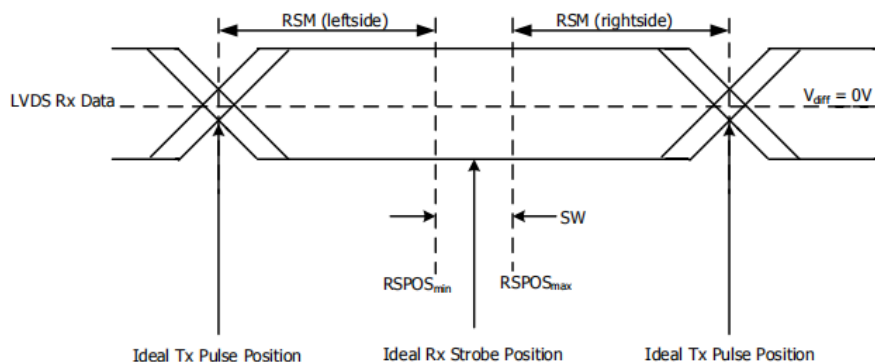 RSM (leftside)
RSM (rightside)
LVDS Rx Data
Vdiff = 0V
SW
RSPOSmin
RSPOSmax
Ideal Tx Pulse Position
Ideal Rx Strobe Position
Ideal Tx Pulse Position